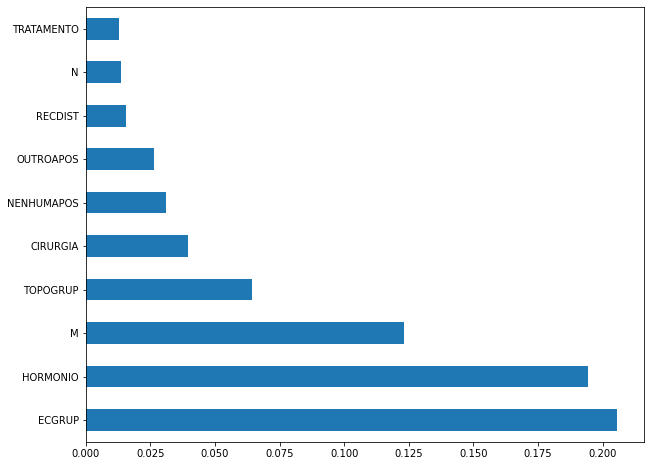 TRATAMENTO
N
RECDIST
OUTROAPOS
NENHUMAPOS
CIRURGIA
TOPOGRUP
M
HORMONIO
ECGRUP
0.000 0.025 0.050 0.075 0.100 0.125 0.150 0.175 0.200